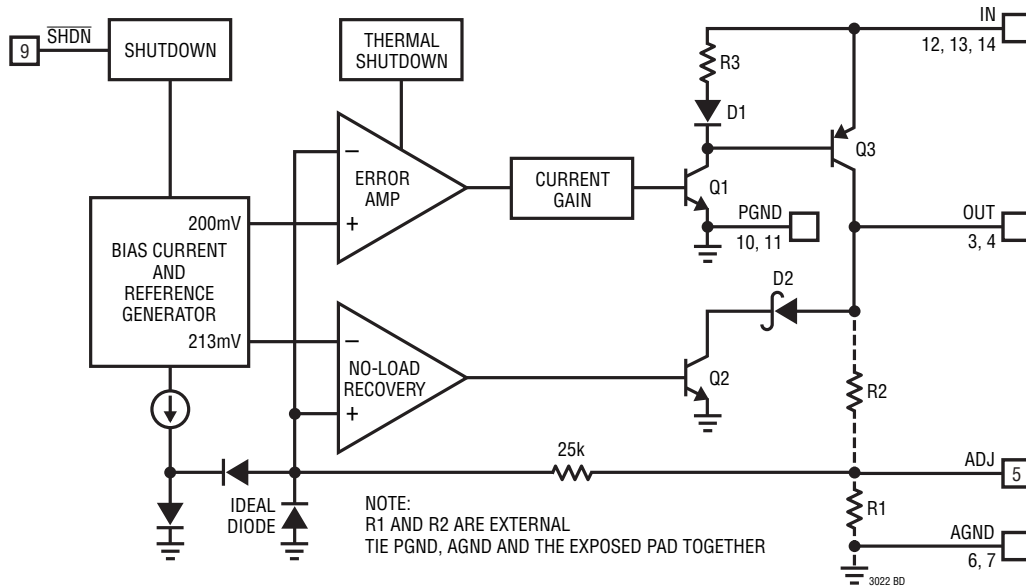 9
SHDN
SHUTDOWN
THERMAL
SHUTDOWN
IN
12, 13, 14
R3
D1
Q3
–
ERROR
AMP
+
CURRENT
GAIN
Q1
PGND
10, 11
OUT
3, 4
200mV
BIAS CURRENT
AND
REFERENCE
GENERATOR
213mV
–
NO-LOAD
RECOVERY
+
D2
Q2
R2
25k
ADJ
5
IDEAL
DIODE
NOTE:
R1 AND R2 ARE EXTERNAL
TIE PGND, AGND AND THE EXPOSED PAD TOGETHER
R1
AGND
6, 7
3022 BD